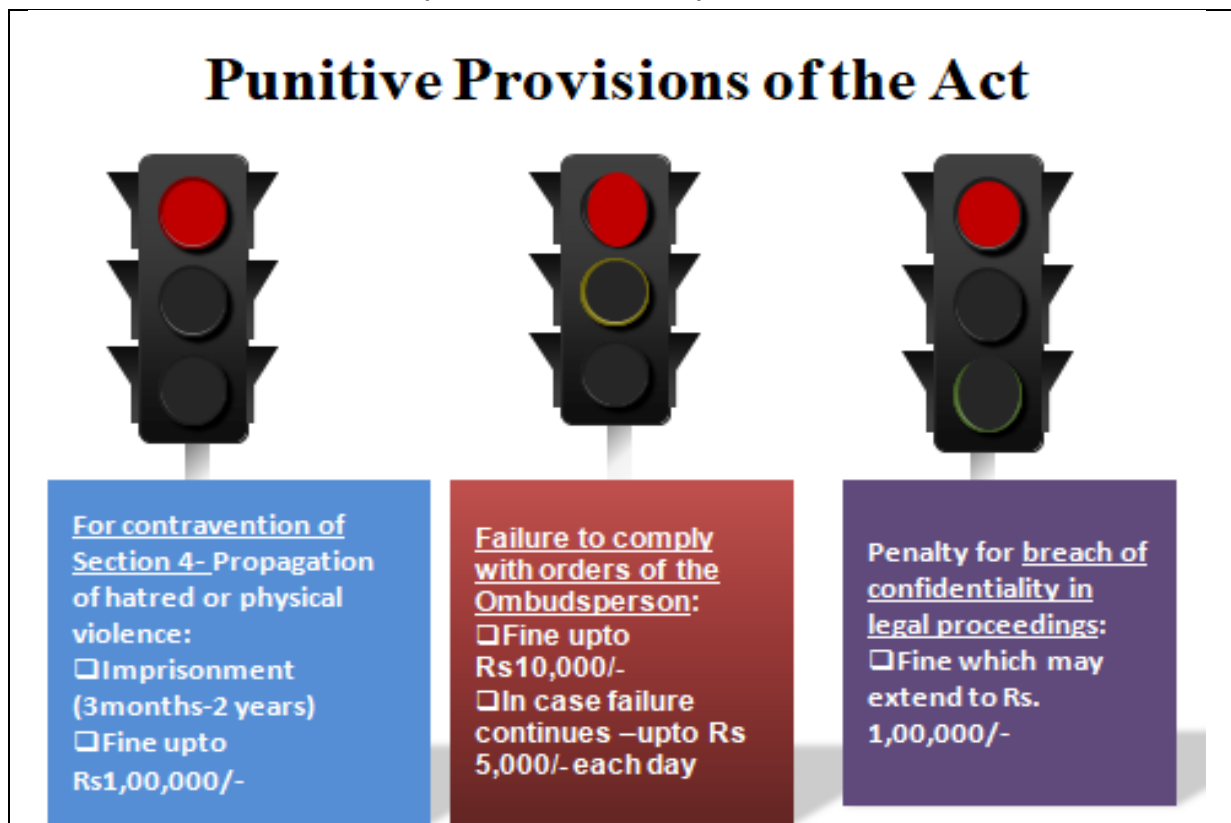 Punitive Provisions of the Act
For contravention of
Section 4- Propagation
of hatred or physical
violence:
❑Imprisonment
(3months-2 years)
❑Fine upto
Rs1,00,000/-
Failure to comply
with orders of the
Ombudsperson:
❑Fine upto
Rs10,000/-
❑In case failure
continues –upto Rs
5,000/- each day
Penalty for breach of
confidentiality in
legal proceedings:
❑Fine which may
extend to Rs.
1,00,000/-